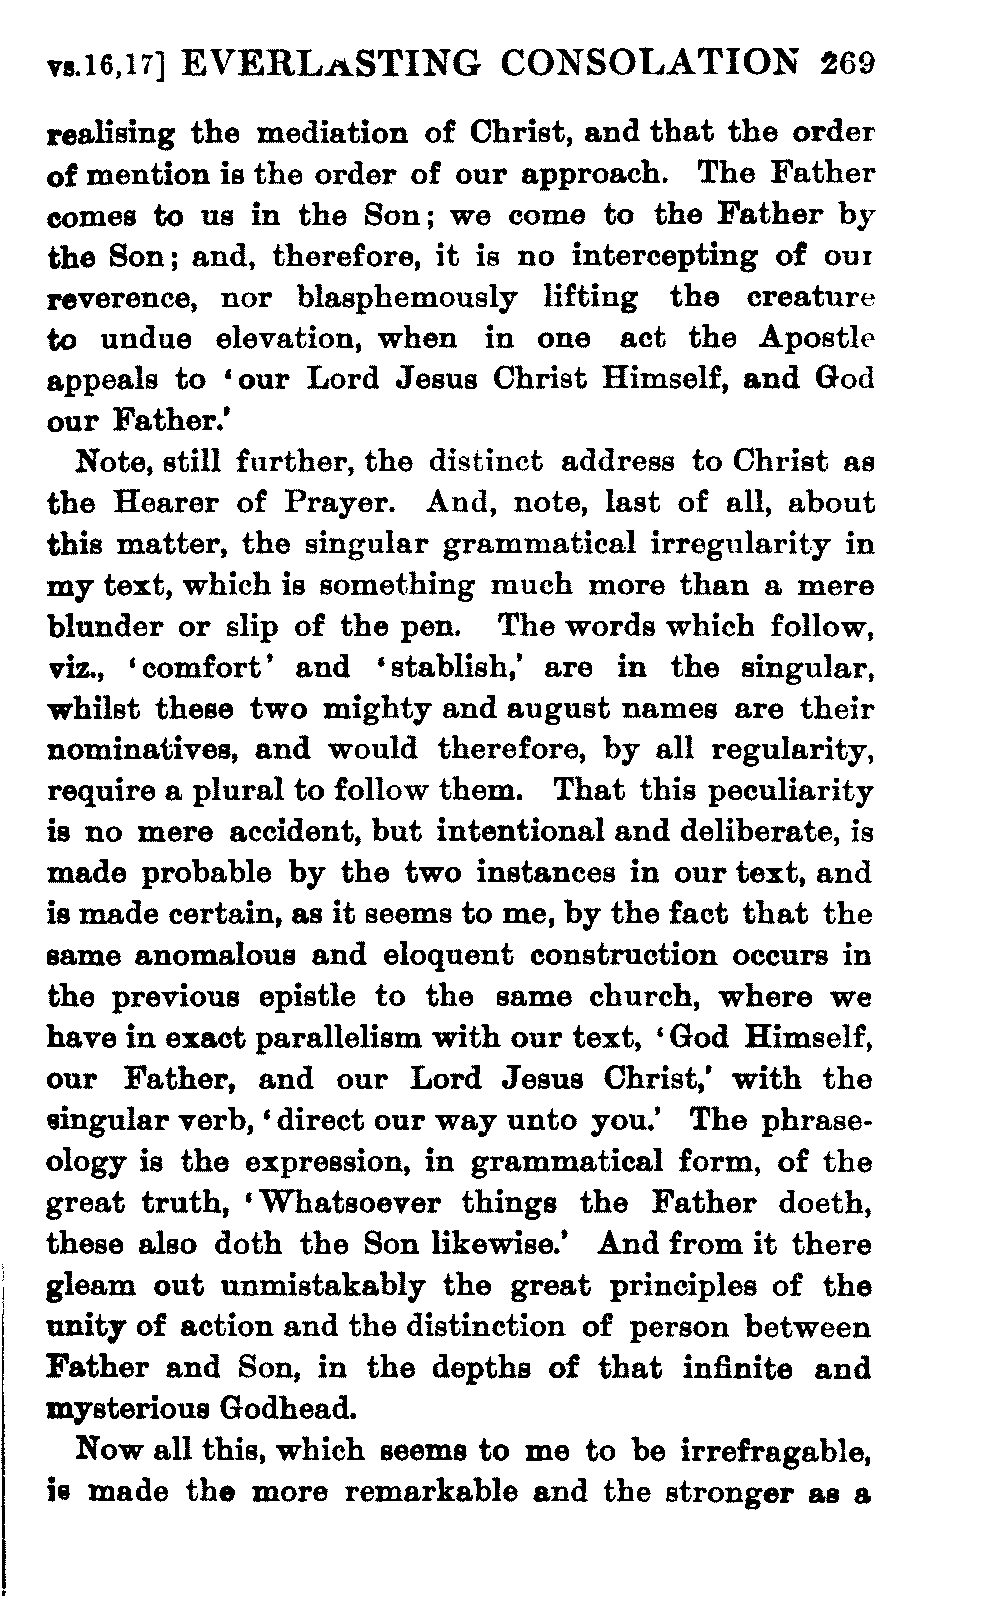 vs.16,17] EVERLASTING CONSOLATION 269
realising the mediation of Christ, and that the order
of mention is the order of our approach. The Father
comes to us in the Son; we come to the Father by
the Son; and, therefore, it is no intercepting of our
reverence, nor blasphemously lifting the creature
to undue elevation, when in one act the Apostle
appeals to ‘our Lord Jesus Christ Himself, and God
our Father.’
Note, still further, the distinct address to Christ as
the Hearer of Prayer. And, note, last of all, about
this matter, the singular grammatical irregularity in
my text, which is something much more than a mere
blunder or slip of the pen. The words which follow,
viz., ‘comfort’ and ‘stablish,’ are in the singular,
whilst these two mighty and august names are their
nominatives, and would therefore, by all regularity,
require a plural to follow them. That this peculiarity
is no mere accident, but intentional and deliberate, is
made probable by the two instances in our text, and
is made certain, as it seems to me, by the fact that the
same anomalous and eloquent construction occurs in
the previous epistle to the same church, where we
have in exact parallelism with our text, ‘God Himself,
our Father, and our Lord Jesus Christ,’ with the
singular verb, ‘direct our way unto you.’ The phrase-
ology is the expression, in grammatical form, of the
great truth, ‘Whatsoever things the Father doeth,
these also doth the Son likewise.’ And from it there
gleam out unmistakably the great principles of the
unity of action and the distinction of person between
Father and Son, in the depths of that infinite and
mysterious Godhead.
Now all this, which seems to me to be irrefragable,
is made the more remarkable and the stronger as a